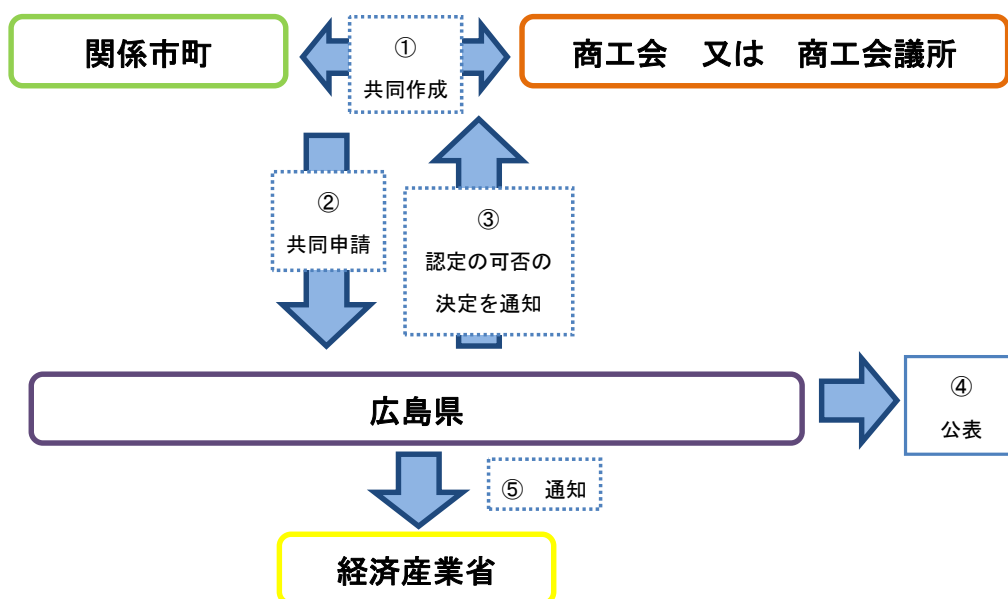 関係市町
①
共同作成
商工会　又は　商工会議所
②
共同申請
③
認定の可否の
決定を通知
広島県
④
公表
⑤　通知
経済産業省